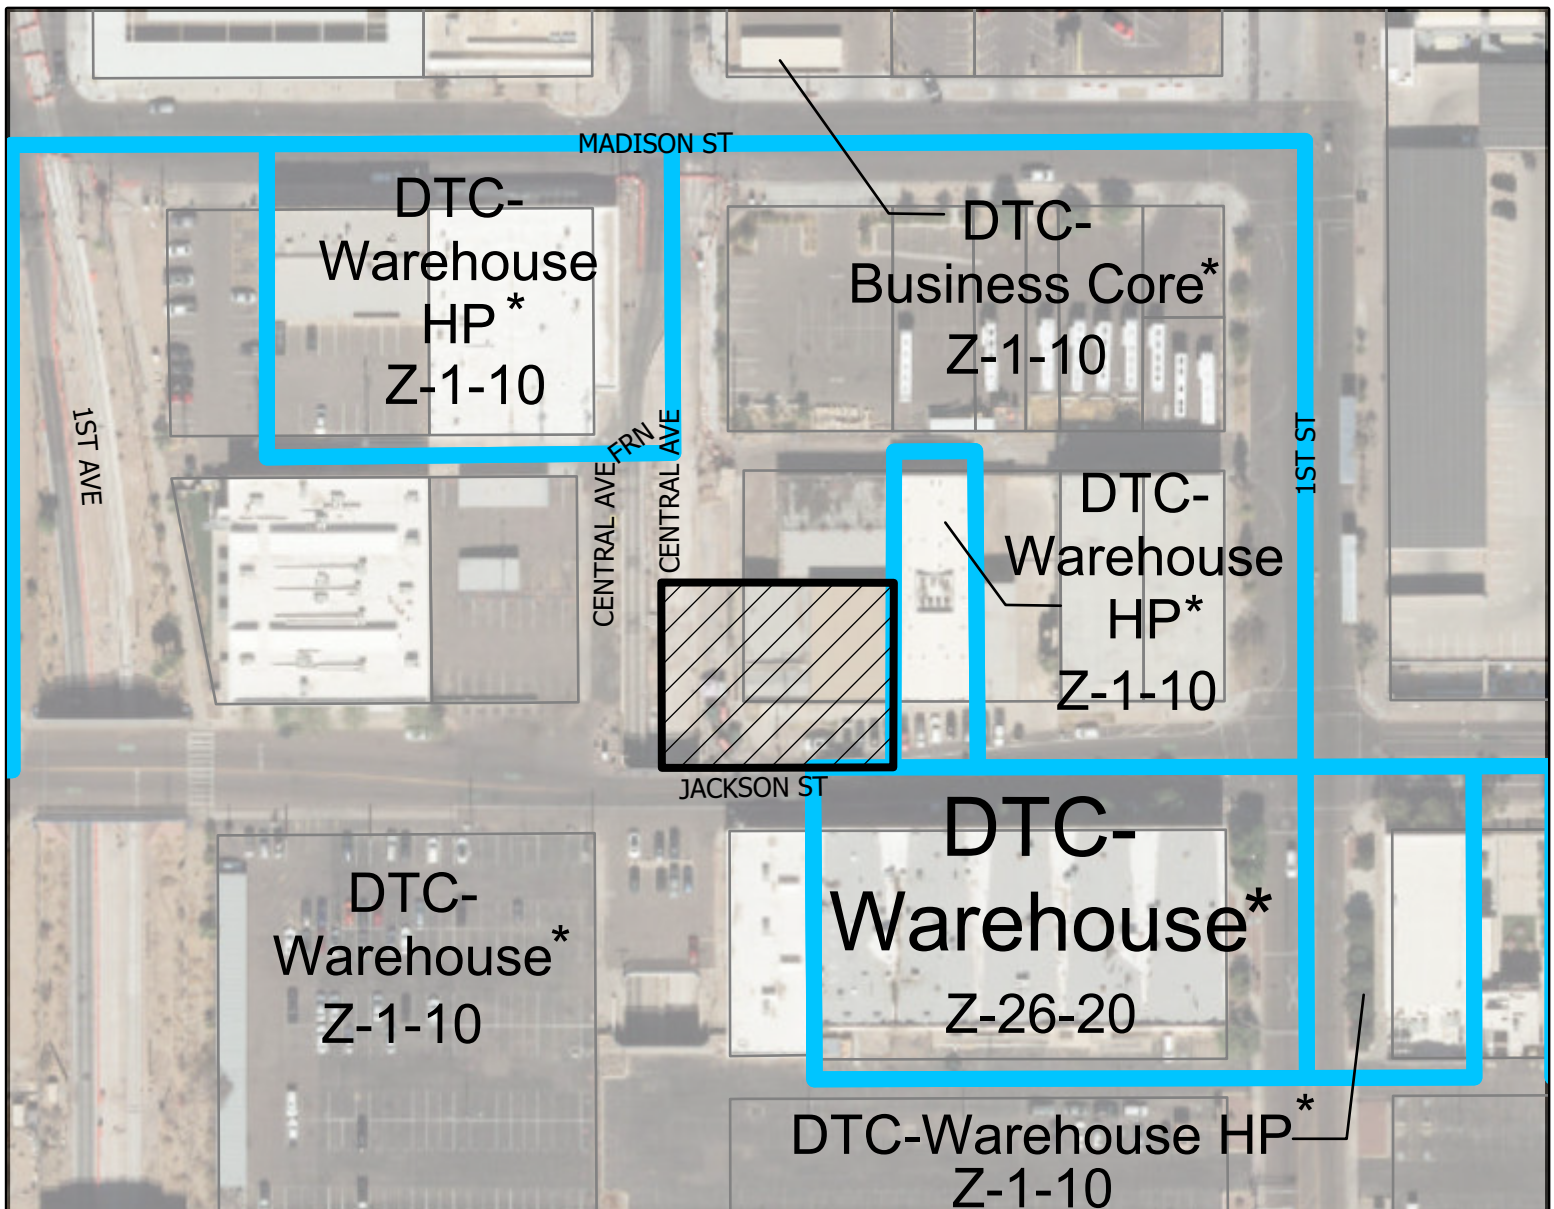 MADISON ST
DTC-
Warehouse
HP*
Z-1-10
DTC-
Business Core*
Z-1-10
1ST AVE
FRN
CENTRAL AVE
CENTRAL AVE
1ST ST
DTC-
Warehouse
HP*
Z-1-10
JACKSON ST
DTC-
Warehouse*
Z-1-10
DTC-
Warehouse*
Z-26-20
DTC-Warehouse HP*
Z-1-10